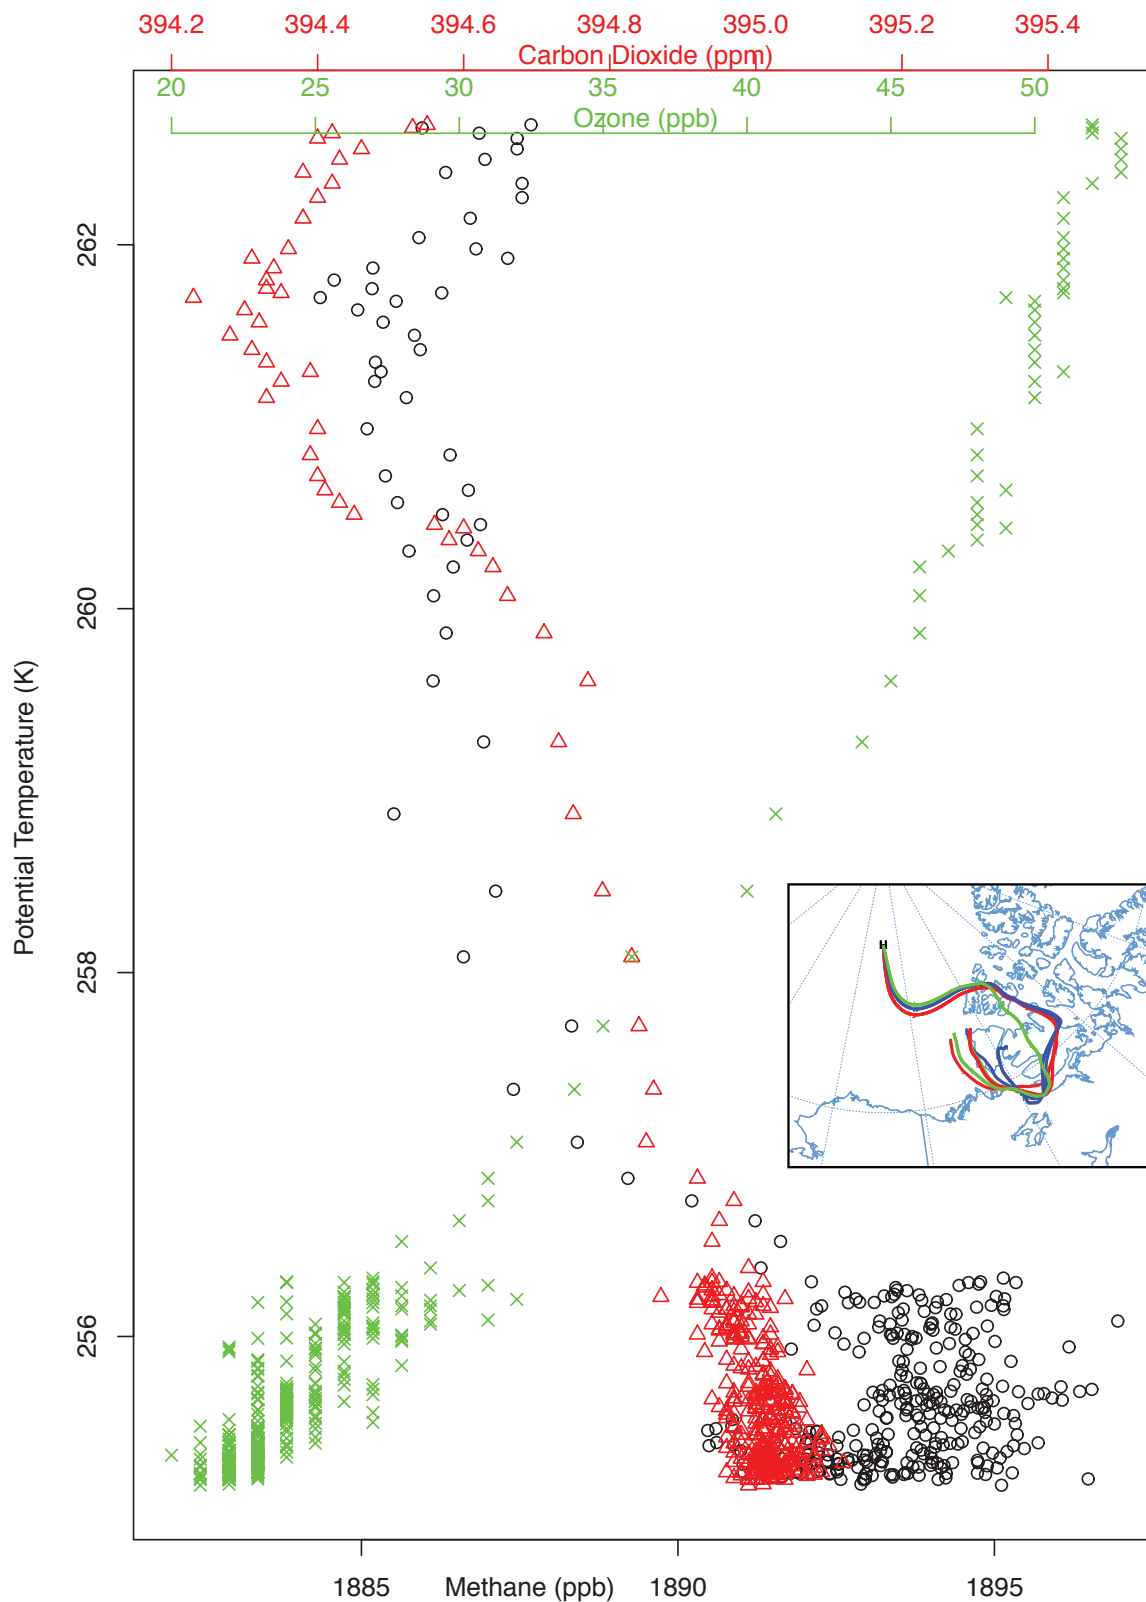 394.2 394.4 394.6 394.8 395.0 395.2 395.4
Carbon Dioxide (ppm)
20 25 30 35 40 45 50
Ozone (ppb)
262
260
258
256
Potential Temperature (K)
H
1885 1890 1895
Methane (ppb)